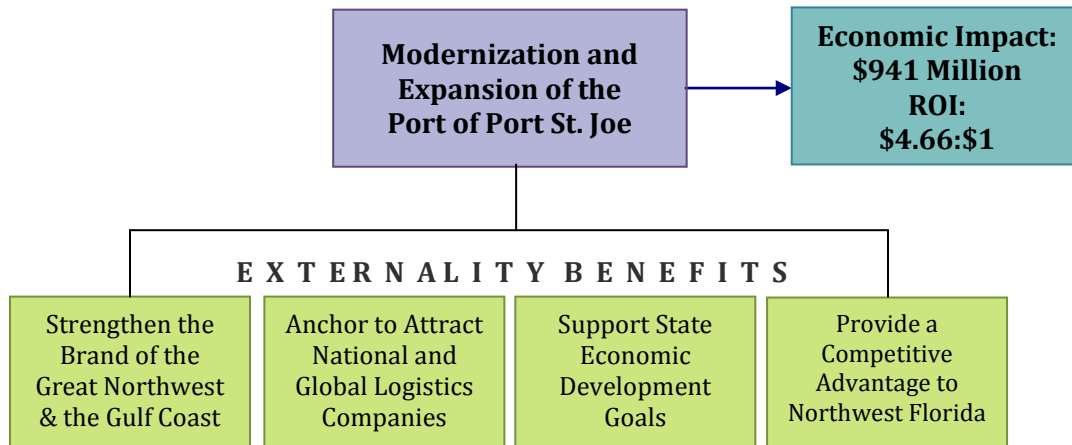 Modernization and
Expansion of the
Port of Port St. Joe
Economic Impact:
$941 Million
ROI:
$4.66:$1
EXTERNALITY BENEFITS
Strengthen the
Brand of the
Great Northwest
& the Gulf Coast
Anchor to Attract
National and
Global Logistics
Companies
Support State
Economic
Development
Goals
Provide a
Competitive
Advantage to
Northwest Florida